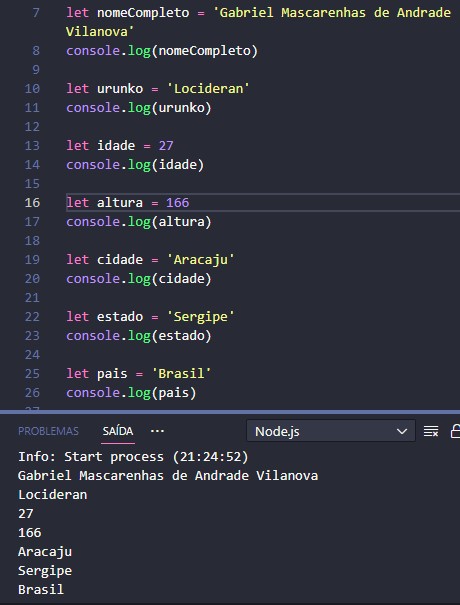 7 let nomeCompleto = 'Gabriel Mascarenhas de Andrade
Vilanova'
8 console.log(nomeCompleto)
9
10 let urunko = 'Locideran'
11 console.log(urunko)
12
13 let idade = 27
14 console.log(idade)
15
16 let altura = 166
17 console.log(altura)
18
19 let cidade = 'Aracaju'
20 console.log(cidade)
21
22 let estado = 'Sergipe'
23 console.log(estado)
24
25 let pais = 'Brasil'
26 console.log(pais)
27
PROBLEMAS SAÍDA ··· Node.js
Info: Start process (21:24:52)
Gabriel Mascarenhas de Andrade Vilanova
Locideran
27
166
Aracaju
Sergipe
Brasil